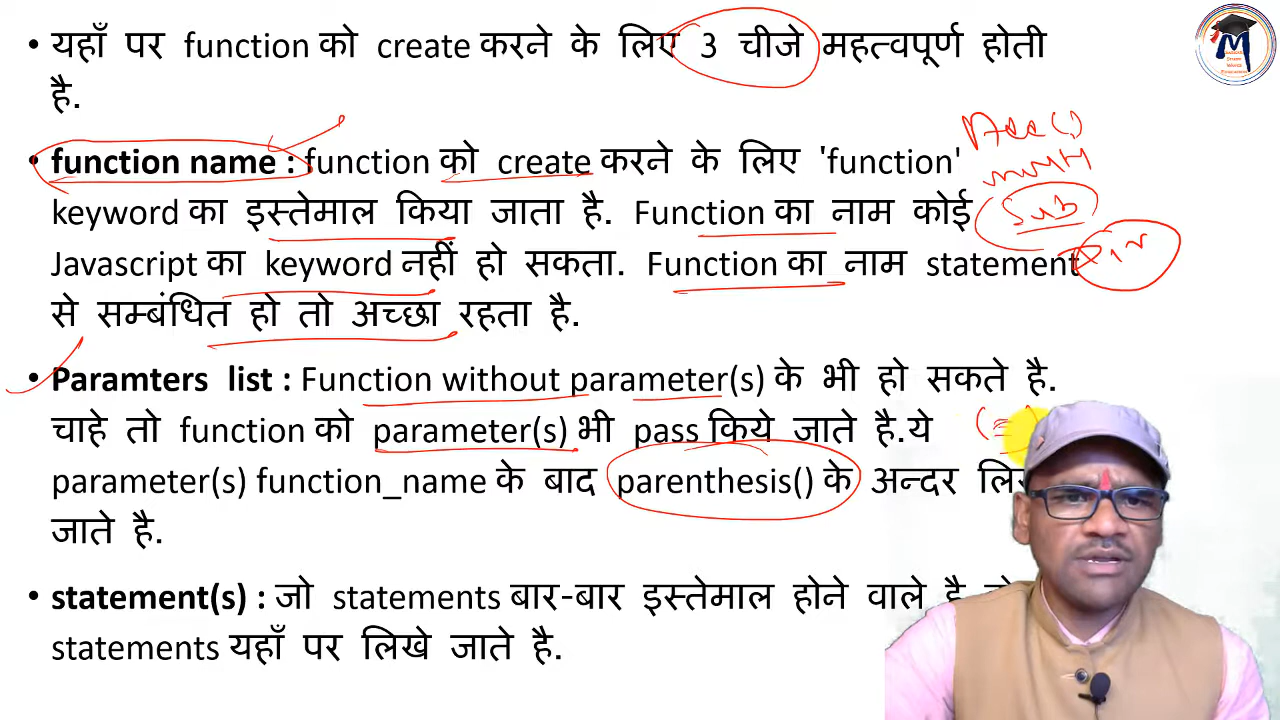 • यहाँ पर function को create करने के लिए 3 चीजे महत्वपूर्ण होती
है.
• function name : function को create करने के लिए 'function'
keyword का इस्तेमाल किया जाता है. Function का नाम कोई
Javascript का keyword नहीं हो सकता. Function का नाम statement
से सम्बंधित हो तो अच्छा रहता है.
• Paramters list : Function without parameter(s) के भी हो सकते है.
चाहे तो function को parameter(s) भी pass किये जाते है.ये
parameter(s) function_name के बाद parenthesis() के अन्दर
जाते है.
• statement(s) : जो statements बार-बार इस्तेमाल होने वाले है
statements यहाँ पर लिखे जाते है.
Sub
M